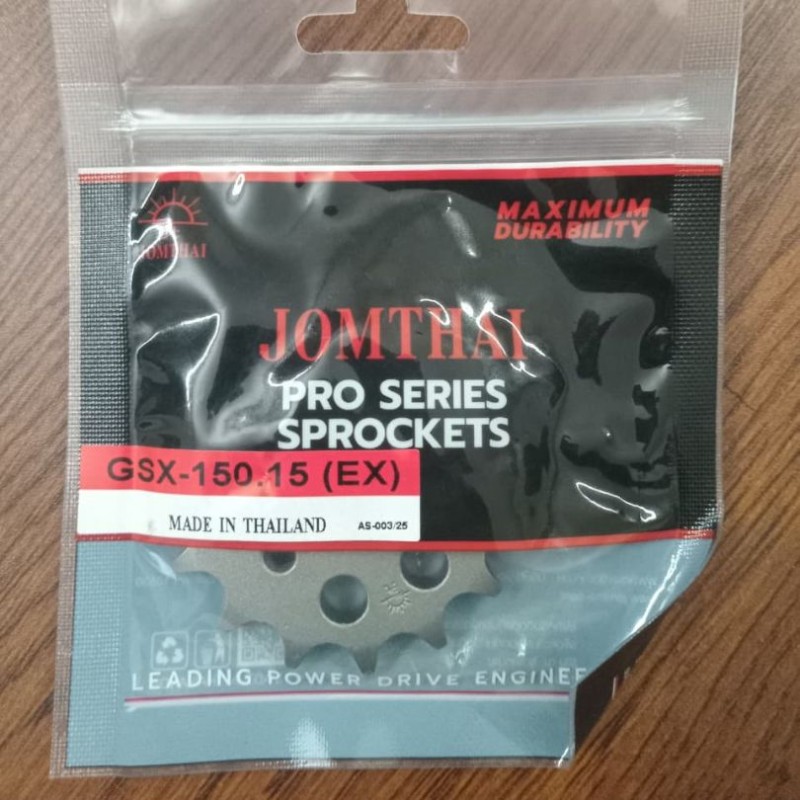 JOMTHAI
MAXIMUM
DURABILITY
JOMTHAI
PRO SERIES
SPROCKETS
GSX-150.15 (EX)
MADE IN THAILAND AS-003/25
LEADING POWER DRIVE ENGINEE